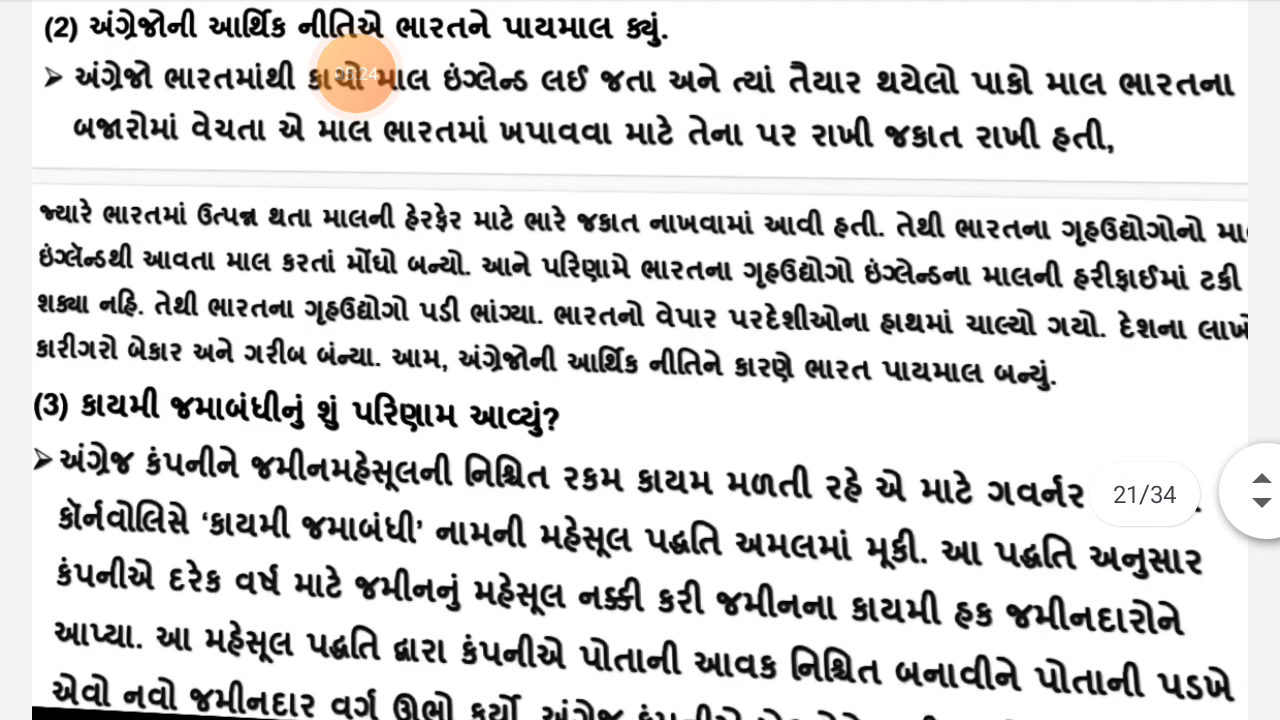 (2) અંગ્રેજોની આર્થિક નીતિએ ભારતને પાયમાલ ક્યું.
➤ અંગ્રેજો ભારતમાંથી કાચો માલ ઇંગ્લેન્ડ લઈ જતા અને ત્યાં તૈયાર થયેલો પાકો માલ ભારતના
બજારોમાં વેચતા એ માલ ભારતમાં ખપાવવા માટે તેના પર રાખી જકાત રાખી હતી,
જ્યારે ભારતમાં ઉત્પન્ન થતા માલની હેરફેર માટે ભારે જકાત નાખવામાં આવી હતી. તેથી ભારતના ગૃહઉદ્યોગોનો
ઇંગ્લૅન્ડથી આવતા માલ કરતાં મોંઘો બન્યો. આને પરિણામે ભારતના ગૃહઉદ્યોગો ઇંગ્લેન્ડના માલની હરીફાઈમાં ટકી
શક્યા નહિ. તેથી ભારતના ગૃહઉદ્યોગો પડી ભાંગ્યા. ભારતનો વેપાર પરદેશીઓના હાથમાં ચાલ્યો ગયો. દેશના
કારીગરો બેકાર અને ગરીબ બંન્યા. આમ, અંગ્રેજોની આર્થિક નીતિને કારણે ભારત પાયમાલ બન્યું.
(3) કાયમી જમાબંધીનું શું પરિણામ આવ્યું?
➤ અંગ્રેજ કંપનીને જમીનમહેસૂલની નિશ્ચિત રકમ કાયમ મળતી રહે એ માટે ગવર્નર
21/34
કૉર્નવોલિસે ‘કાયમી જમાબંધી’ નામની મહેસૂલ પદ્ધતિ અમલમાં મૂકી. આ પદ્ધતિ અનુસાર
કંપનીએ દરેક વર્ષ માટે જમીનનું મહેસૂલ નક્કી કરી જમીનના કાયમી હક જમીનદારોને
આપ્યા. આ મહેસૂલ પદ્ધતિ દ્વારા કંપનીએ પોતાની આવક નિશ્ચિત બનાવીને પોતાની પડખે
એવો નવો જમીનદાર વર્ગ ઊભો કર્યો.